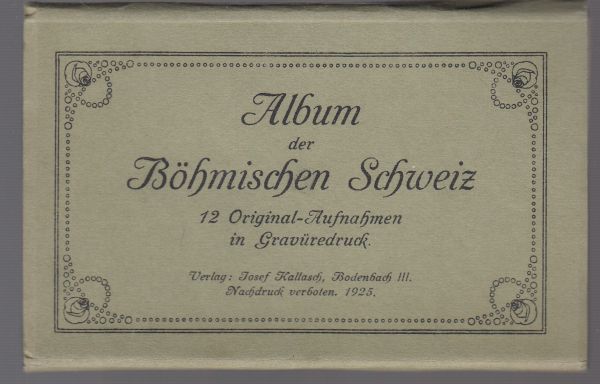 Album
der
Böhmischen Schweiz
12 Original-Aufnahmen
in Gravüredruck.
Verlag: Josef Kallasch, Bodenbach III.
Nachdruck verboten. 1925.